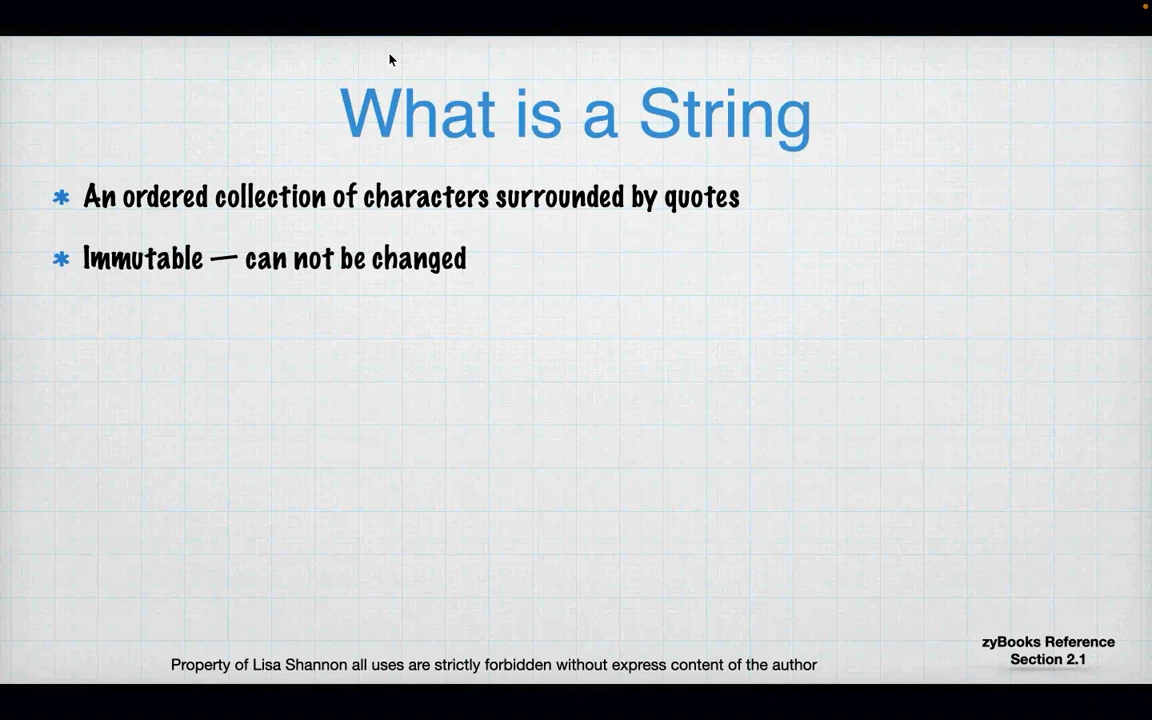 What is a String
* An ordered collection of characters surrounded by quotes
* Immutable — can not be changed
zyBooks Reference
Section 2.1
Property of Lisa Shannon all uses are strictly forbidden without express content of the author